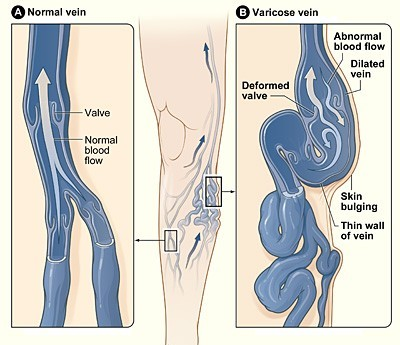 A Normal vein
Valve
Normal
blood
flow
B Varicose vein
Abnormal
blood flow
Dilated
vein
Deformed
valve
Skin
bulging
Thin wall
of vein